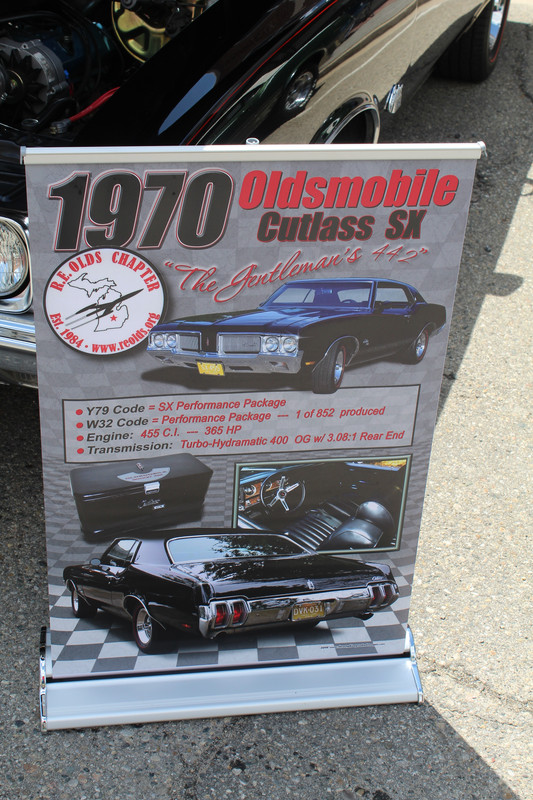 1970 Oldsmobile
Cutlass SX
"The Gentleman's 442"
R.E. OLDS CHAPTER
Est. 1984 • www.reolds.org
• Y79 Code = SX Performance Package
• W32 Code = Performance Package — 1 of 852 produced
• Engine: 455 C.I. — 365 HP
• Transmission: Turbo-Hydramatic 400 OG w/ 3.08:1 Rear End